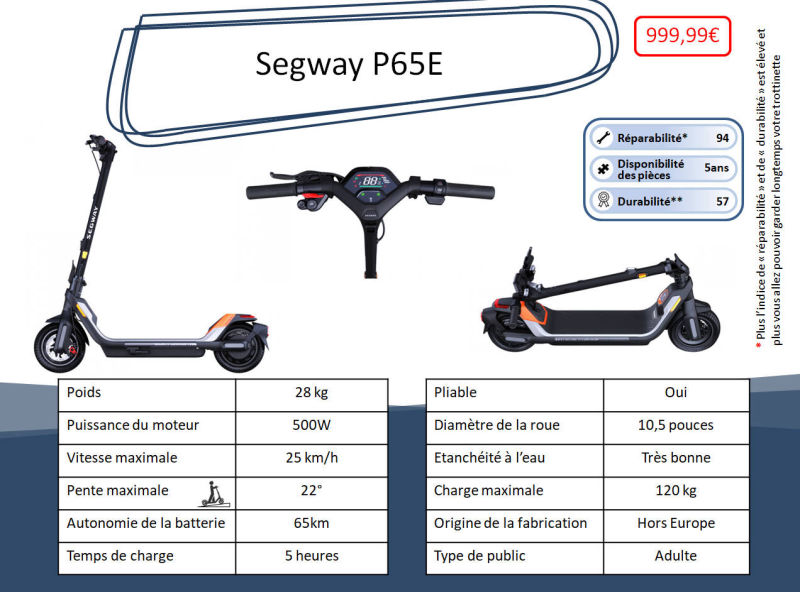 Segway P65E
999,99€
Réparabilité* 94
Disponibilité
des pièces 5ans
Durabilité** 57
* Plus l'indice de « réparabilité » et de « durabilité » est élevé et
plus vous allez pouvoir garder longtemps votre trottinette
SEGWAY
88
Poids 28 kg
Puissance du moteur 500W
Vitesse maximale 25 km/h
Pente maximale 22°
Autonomie de la batterie 65km
Temps de charge 5 heures
Pliable Oui
Diamètre de la roue 10,5 pouces
Etanchéité à l'eau Très bonne
Charge maximale 120 kg
Origine de la fabrication Hors Europe
Type de public Adulte